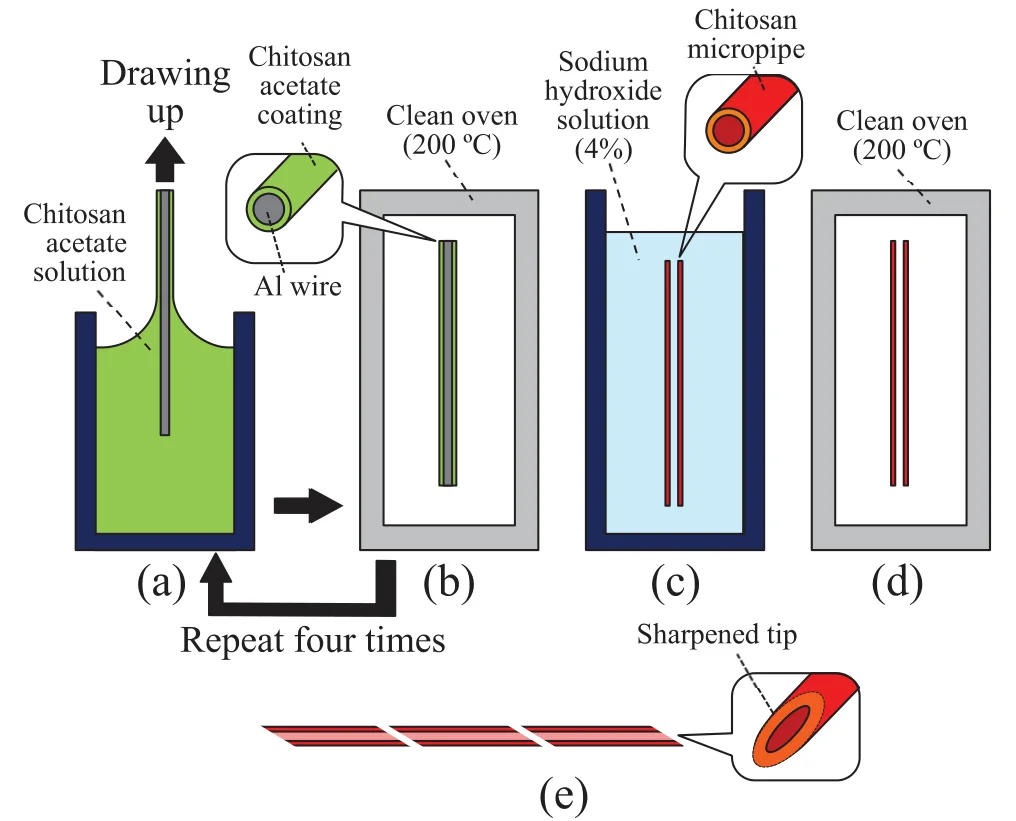 Drawing
up
Chitosan
acetate
coating
Chitosan
acetate
solution
Al wire
Clean oven
(200 ºC)
Sodium
hydroxide
solution
(4%)
Chitosan
micropipe
Clean oven
(200 ºC)
(a)
(b)
(c)
(d)
Repeat four times
Sharpened tip
(e)